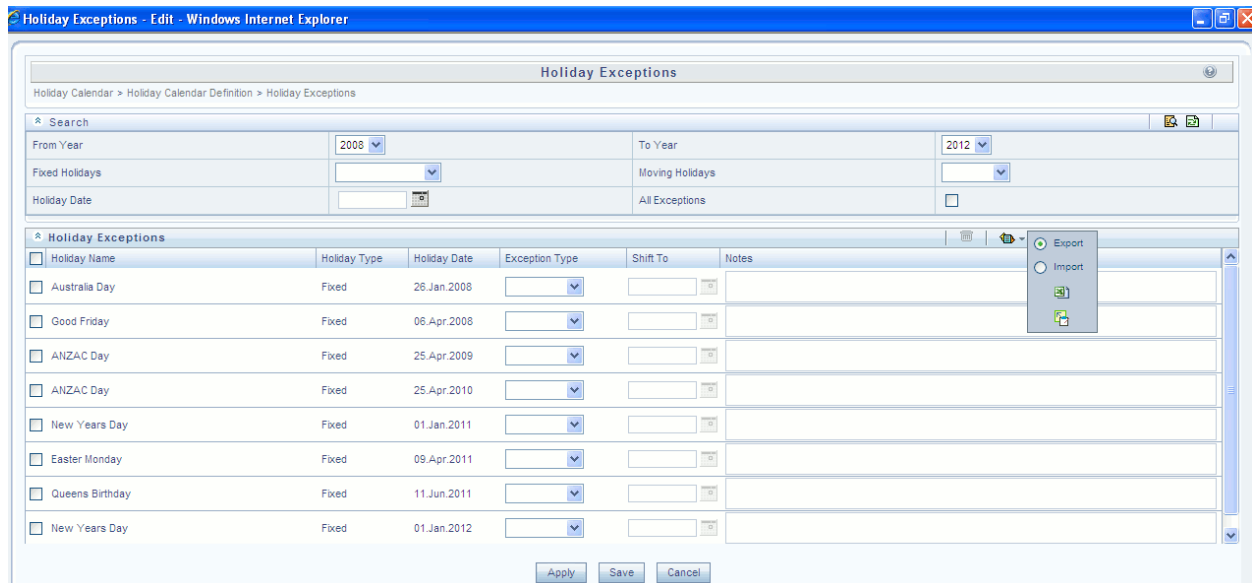 Holiday Exceptions - Edit - Windows Internet Explorer
Holiday Exceptions
Holiday Calendar > Holiday Calendar Definition > Holiday Exceptions
Search
From Year 2008 To Year 2012
Fixed Holidays Moving Holidays
Holiday Date All Exceptions
Holiday Exceptions
Export
Import
Holiday Name Holiday Type Holiday Date Exception Type Shift To Notes
Australia Day Fixed 26.Jan.2008
Good Friday Fixed 06.Apr.2008
ANZAC Day Fixed 25.Apr.2009
ANZAC Day Fixed 25.Apr.2010
New Years Day Fixed 01.Jan.2011
Easter Monday Fixed 09.Apr.2011
Queens Birthday Fixed 11.Jun.2011
New Years Day Fixed 01.Jan.2012
Apply Save Cancel